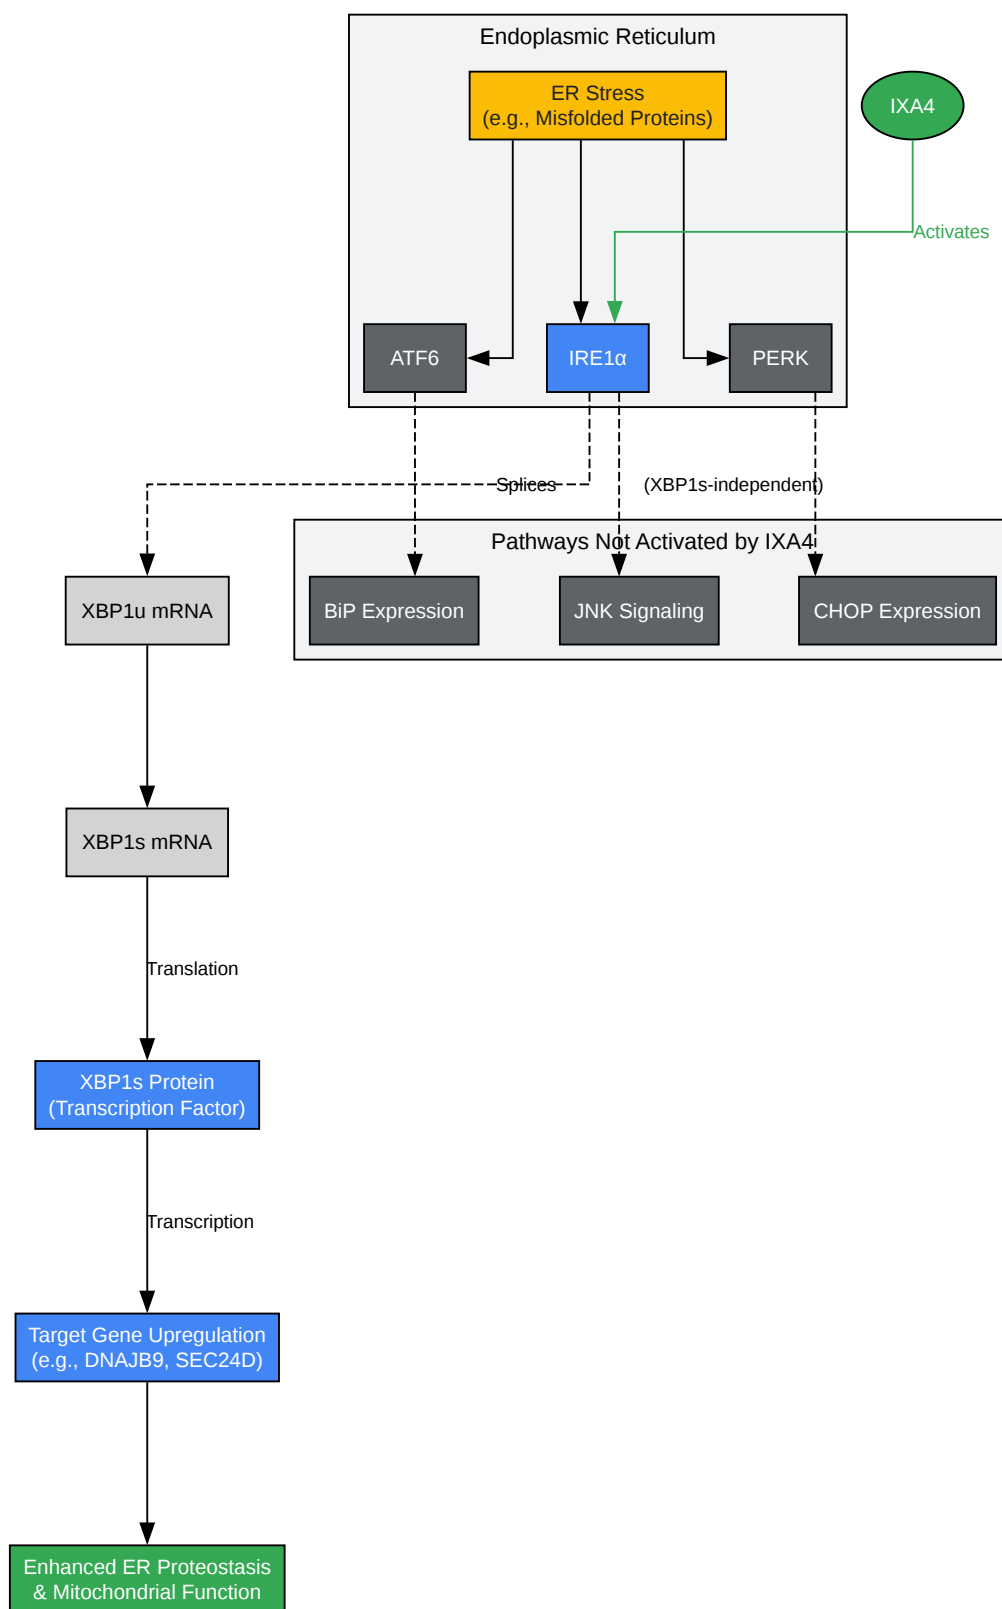 Endoplasmic Reticulum
ER Stress
(e.g., Misfolded Proteins)
IXA4
Activates
ATF6
IRE1α
PERK
Splices
(XBP1s-independent)
Pathways Not Activated by IXA4
XBP1u mRNA
BiP Expression
JNK Signaling
CHOP Expression
XBP1s mRNA
Translation
XBP1s Protein
(Transcription Factor)
Transcription
Target Gene Upregulation
(e.g., DNAJB9, SEC24D)
Enhanced ER Proteostasis
& Mitochondrial Function